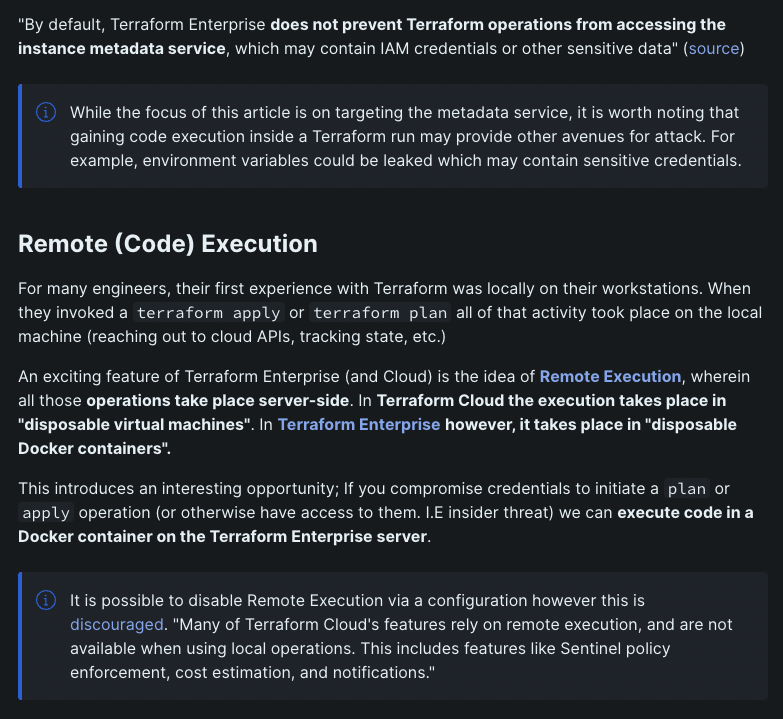 "By default, Terraform Enterprise does not prevent Terraform operations from accessing the
instance metadata service, which may contain IAM credentials or other sensitive data" (source)
While the focus of this article is on targeting the metadata service, it is worth noting that
gaining code execution inside a Terraform run may provide other avenues for attack. For
example, environment variables could be leaked which may contain sensitive credentials.
Remote (Code) Execution
For many engineers, their first experience with Terraform was locally on their workstations. When
they invoked a terraform apply or terraform plan all of that activity took place on the local
machine (reaching out to cloud APIs, tracking state, etc.)
An exciting feature of Terraform Enterprise (and Cloud) is the idea of Remote Execution, wherein
all those operations take place server-side. In Terraform Cloud the execution takes place in
"disposable virtual machines". In Terraform Enterprise however, it takes place in "disposable
Docker containers".
This introduces an interesting opportunity; If you compromise credentials to initiate a plan or
apply operation (or otherwise have access to them. I.E insider threat) we can execute code in a
Docker container on the Terraform Enterprise server.
It is possible to disable Remote Execution via a configuration however this is
discouraged. "Many of Terraform Cloud's features rely on remote execution, and are not
available when using local operations. This includes features like Sentinel policy
enforcement, cost estimation, and notifications."